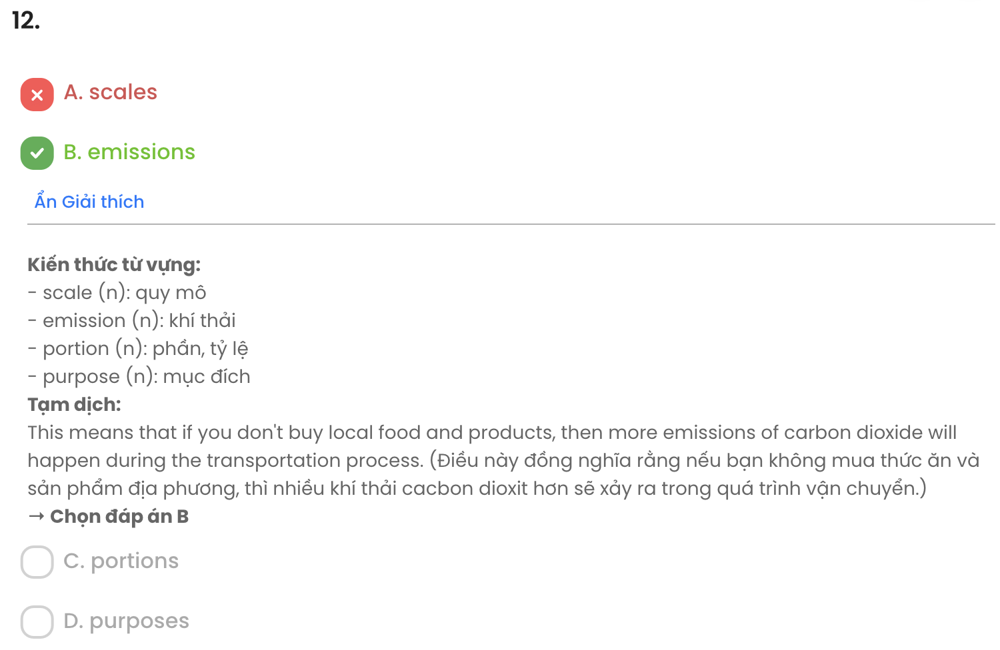 12.
A. scales
B. emissions
Ẩn Giải thích
Kiến thức từ vựng:
- scale (n): quy mô
- emission (n): khí thải
- portion (n): phần, tỷ lệ
- purpose (n): mục đích
Tạm dịch:
This means that if you don't buy local food and products, then more emissions of carbon dioxide will
happen during the transportation process. (Điều này đồng nghĩa rằng nếu bạn không mua thức ăn và
sản phẩm địa phương, thì nhiều khí thải cacbon dioxit hơn sẽ xảy ra trong quá trình vận chuyển.)
→ Chọn đáp án B
C. portions
D. purposes